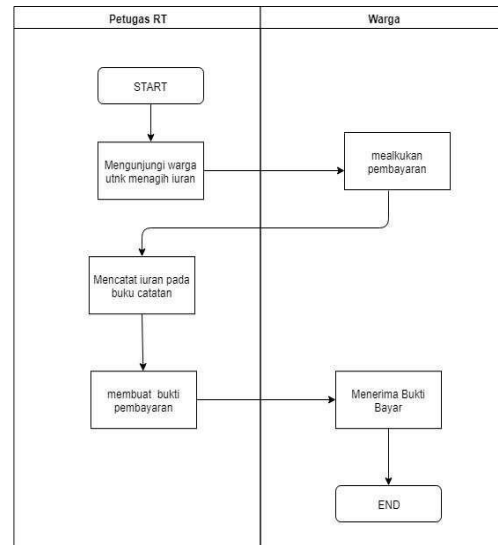 Petugas RT
Warga
START
Mengunjungi warga
utnk menagih iuran
mealkukan
pembayaran
Mencatat iuran pada
buku catatan
membuat bukti
pembayaran
Menerima Bukti
Bayar
END